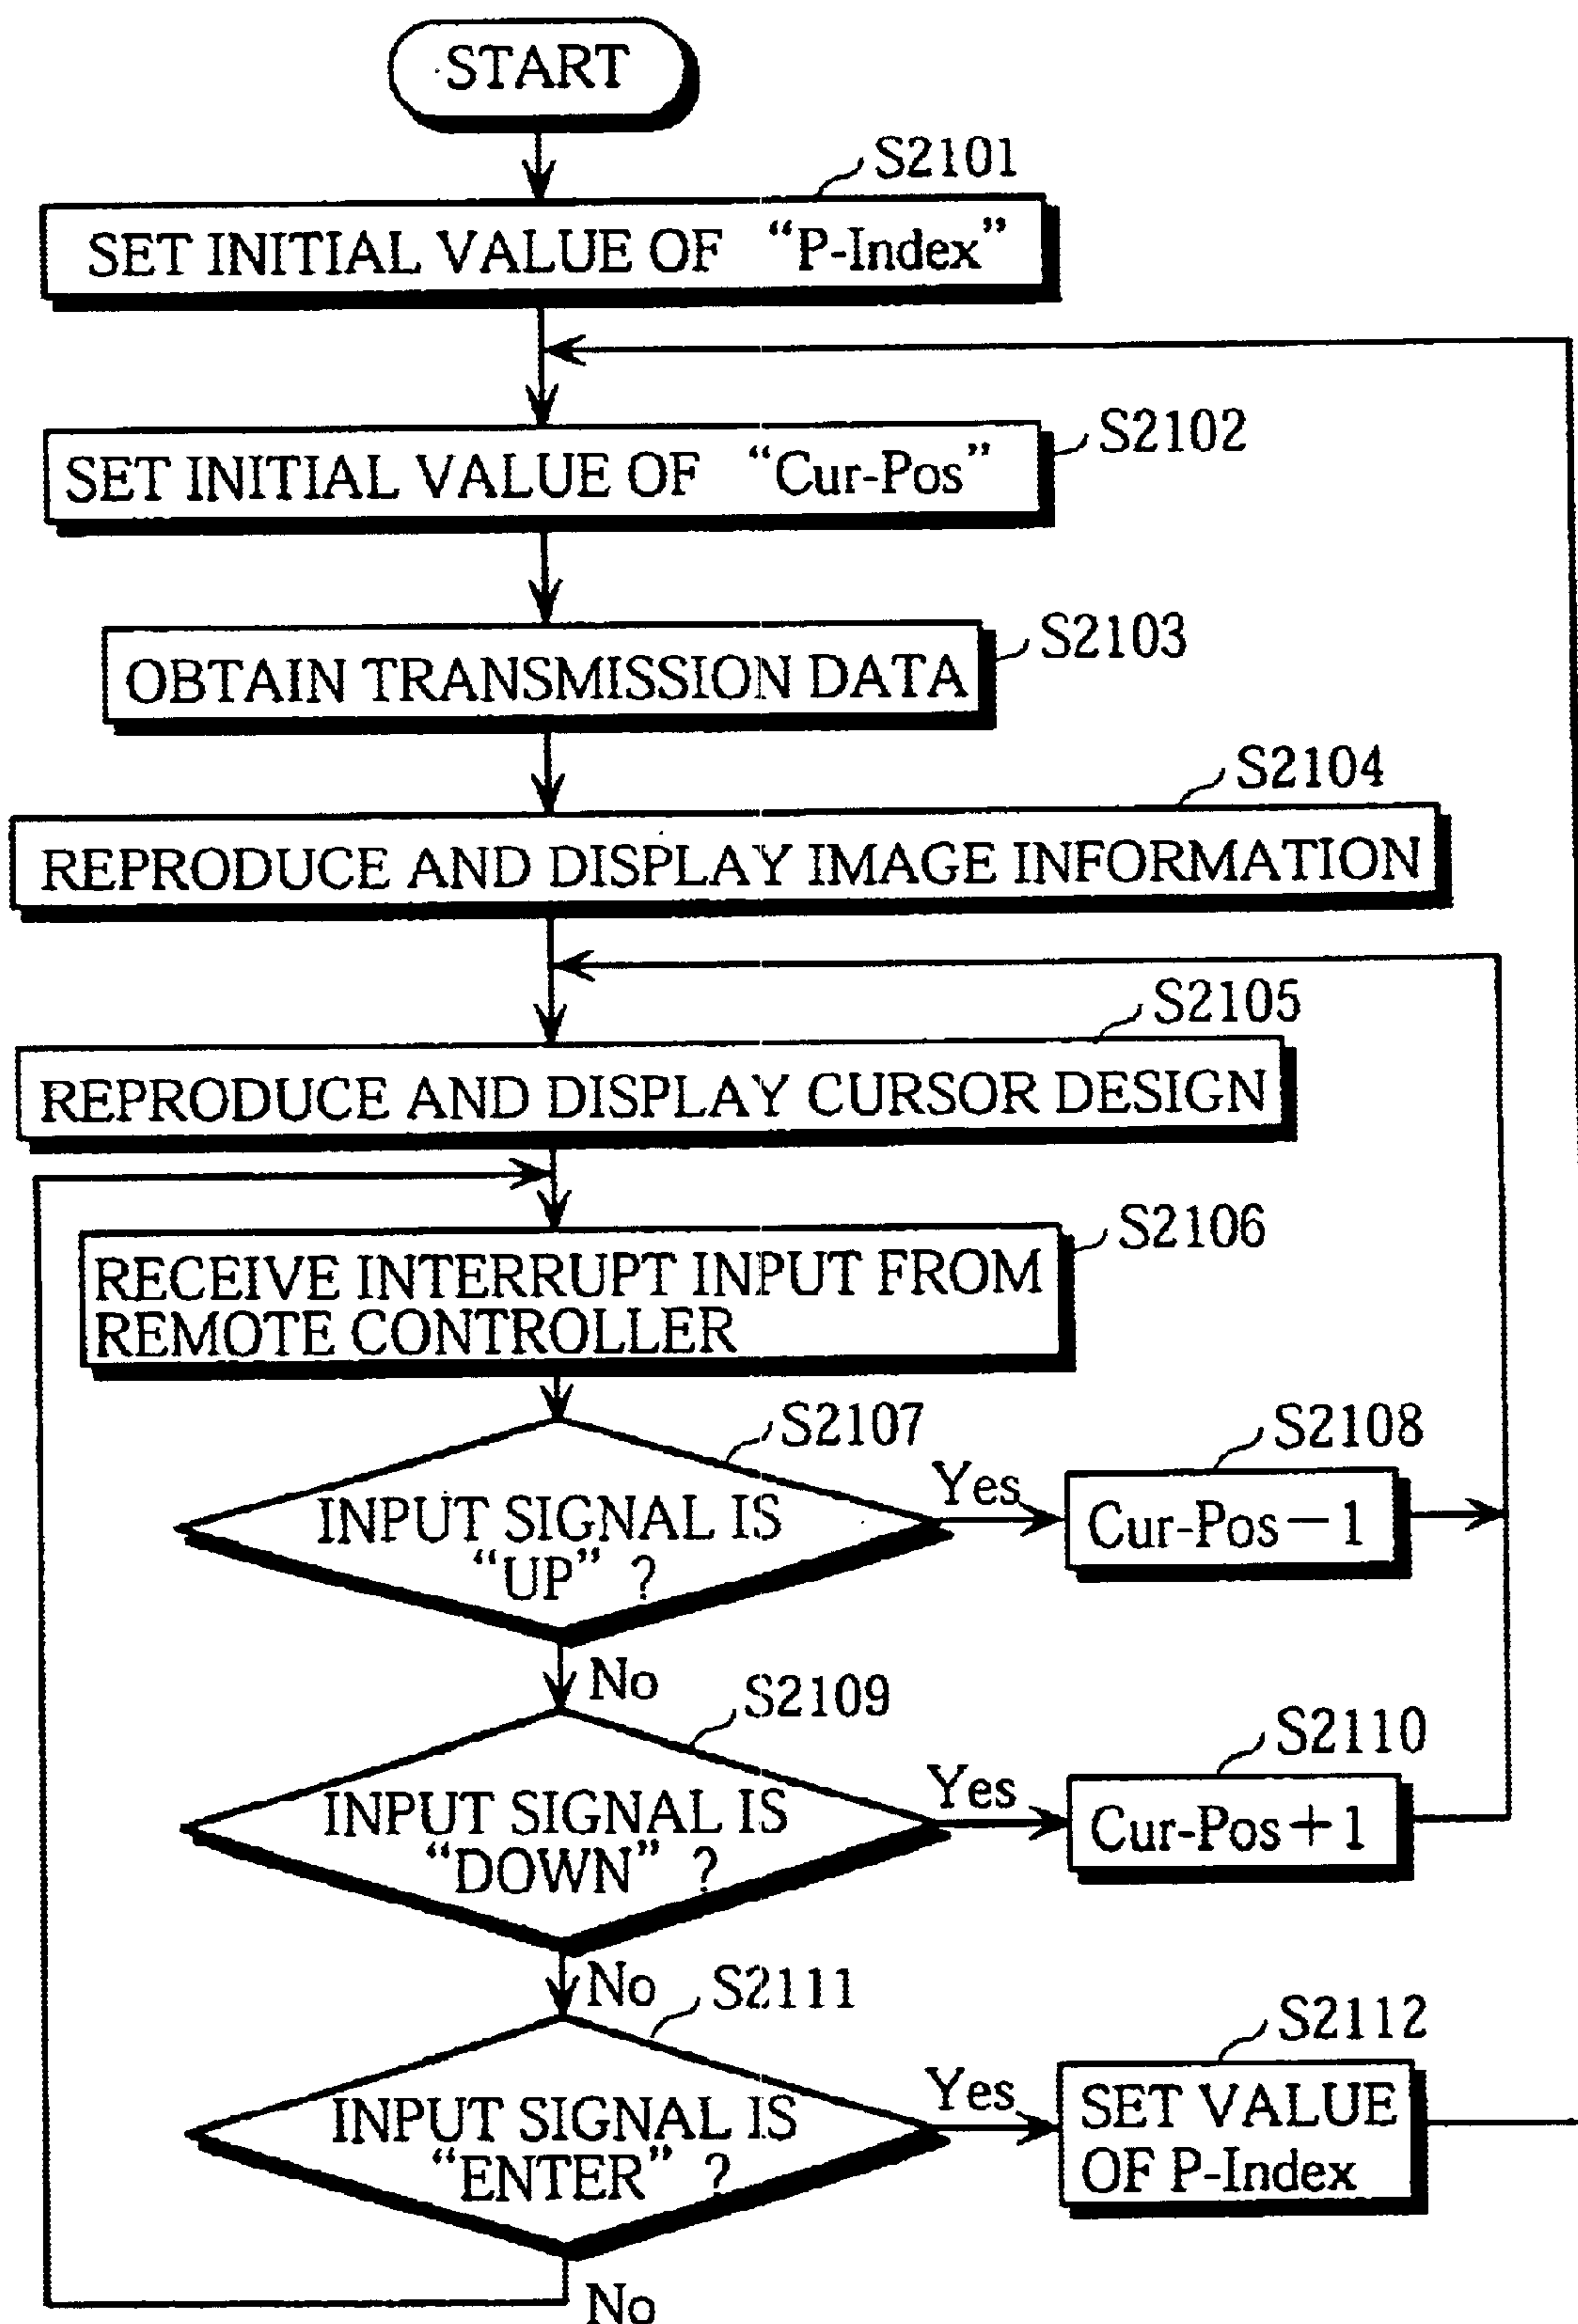 START
S2101
SET INITIAL VALUE OF “P-Index”
S2102
SET INITIAL VALUE OF “Cur-Pos”
S2103
OBTAIN TRANSMISSION DATA
S2104
REPRODUCE AND DISPLAY IMAGE INFORMATION
S2105
REPRODUCE AND DISPLAY CURSOR DESIGN
S2106
RECEIVE INTERRUPT INPUT FROM
REMOTE CONTROLLER
S2107
INPUT SIGNAL IS
“UP” ?
Yes
S2108
Cur-Pos－1
No
S2109
INPUT SIGNAL IS
“DOWN” ?
Yes
S2110
Cur-Pos＋1
No
S2111
INPUT SIGNAL IS
“ENTER” ?
Yes
S2112
SET VALUE
OF P-Index
No